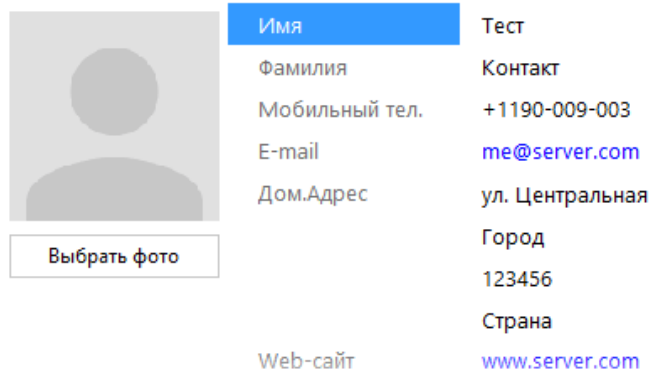 Имя Тест
Фамилия Контакт
Мобильный тел. +1190-009-003
E-mail me@server.com
Дом.Адрес ул. Центральная
Выбрать фото Город
123456
Страна
Web-сайт www.server.com